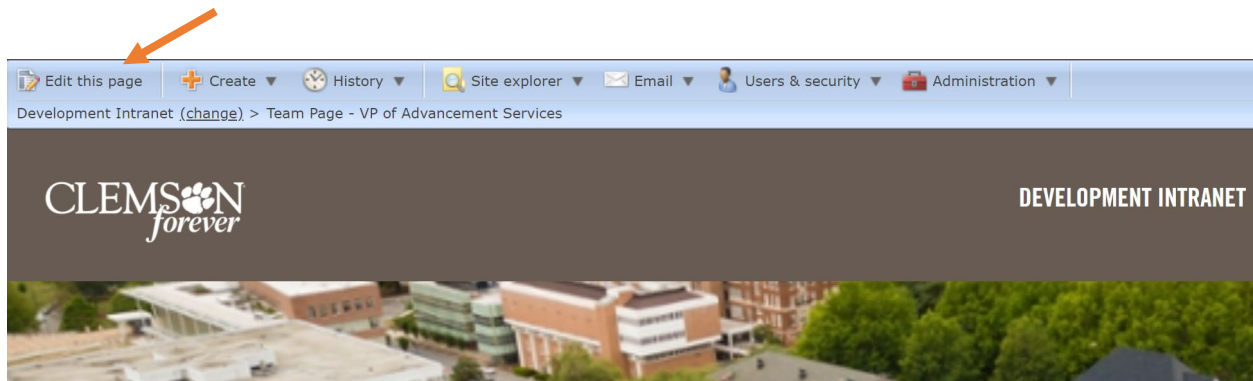 Edit this page Create ▼ History ▼ Site explorer ▼ Email ▼ Users & security ▼ Administration ▼
Development Intranet (change) > Team Page - VP of Advancement Services
CLEMSON
forever
DEVELOPMENT INTRANET